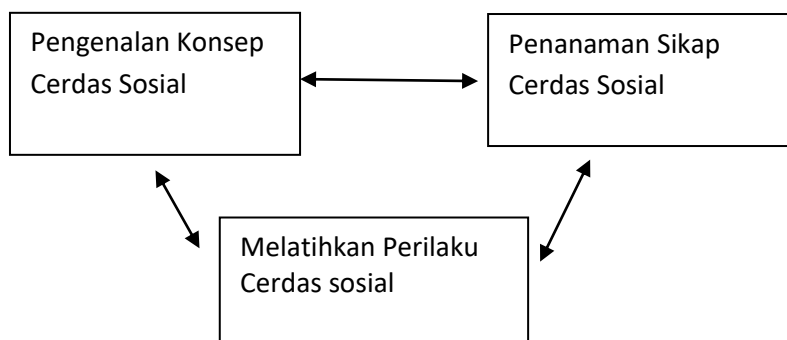 Pengenalan Konsep
Cerdas Sosial
Penanaman Sikap
Cerdas Sosial
Melatihkan Perilaku
Cerdas sosial